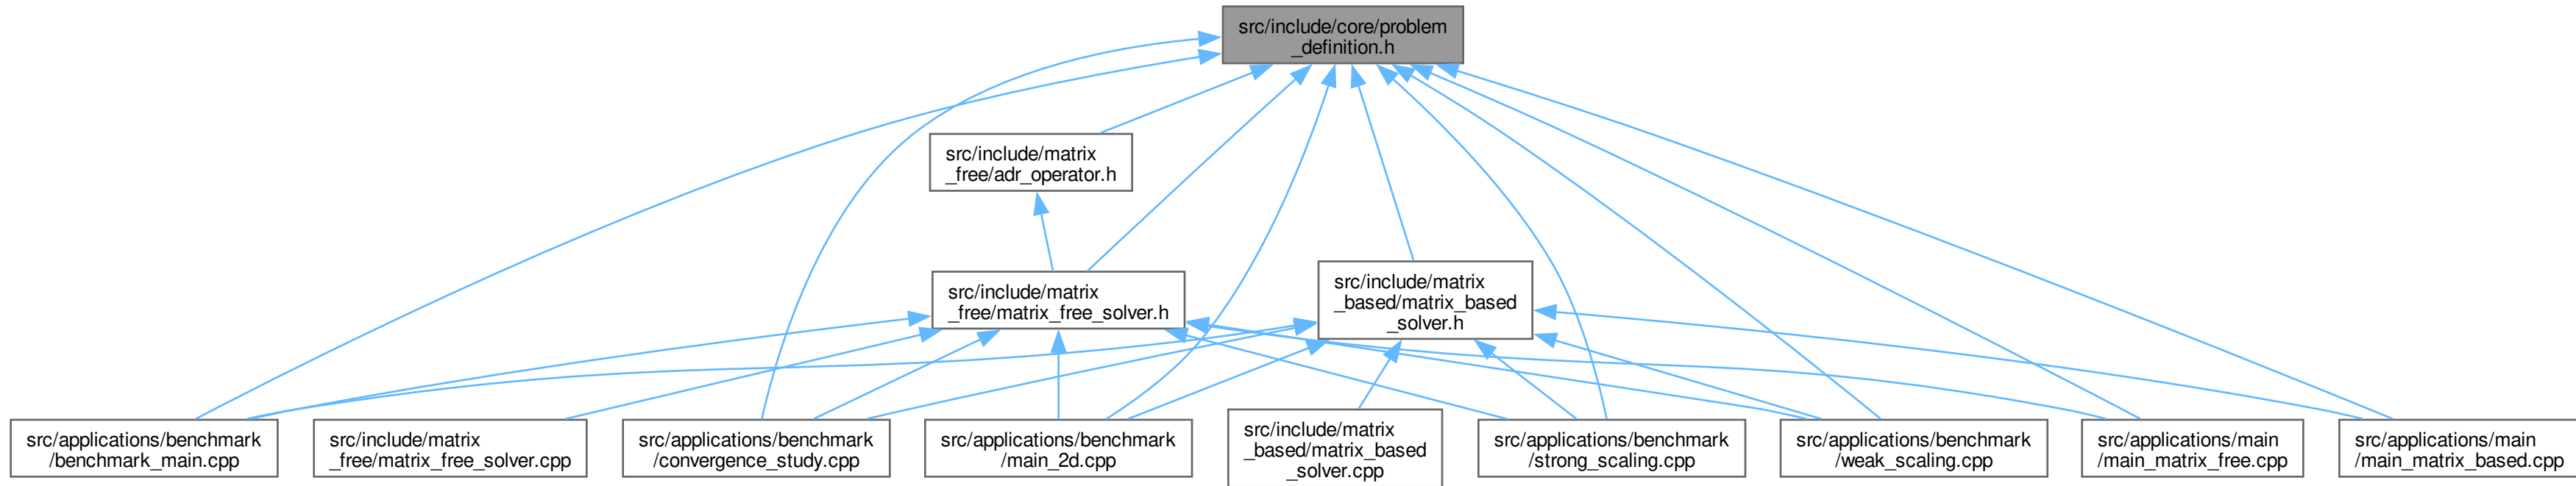 src/include/core/problem
_definition.h
src/include/matrix
_free/adr_operator.h
src/include/matrix
_free/matrix_free_solver.h
src/include/matrix
_based/matrix_based
_solver.h
src/applications/benchmark
/benchmark_main.cpp
src/include/matrix
_free/matrix_free_solver.cpp
src/applications/benchmark
/convergence_study.cpp
src/applications/benchmark
/main_2d.cpp
src/include/matrix
_based/matrix_based
_solver.cpp
src/applications/benchmark
/strong_scaling.cpp
src/applications/benchmark
/weak_scaling.cpp
src/applications/main
/main_matrix_free.cpp
src/applications/main
/main_matrix_based.cpp